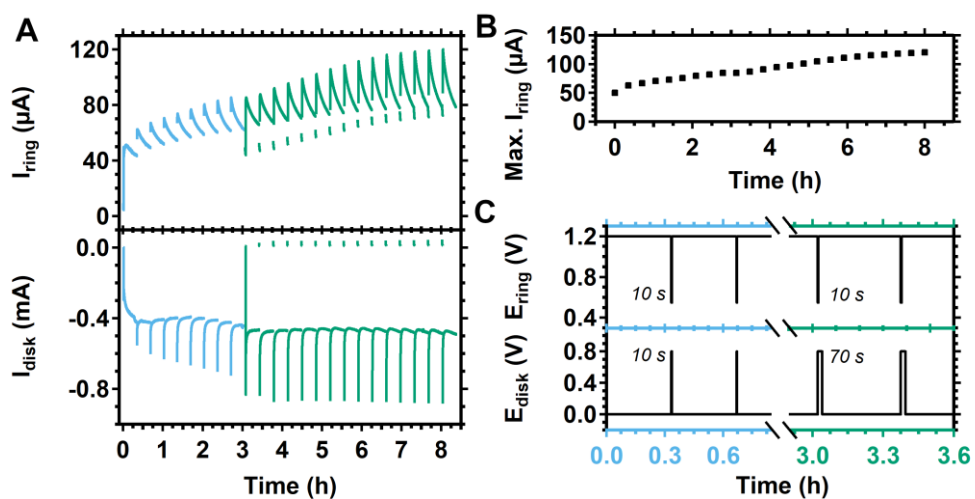 A
120
80
40
0
I_ring (µA)
0.0
-0.4
-0.8
I_disk (mA)
0 1 2 3 4 5 6 7 8
Time (h)
B
150
100
50
0
Max. I_ring (µA)
0 2 4 6 8
Time (h)
C
1.2
0.8
0.4
E_ring (V)
10 s 10 s
0.8
0.4
0.0
E_disk (V)
10 s 70 s
0.0 0.3 0.6 3.0 3.3 3.6
Time (h)